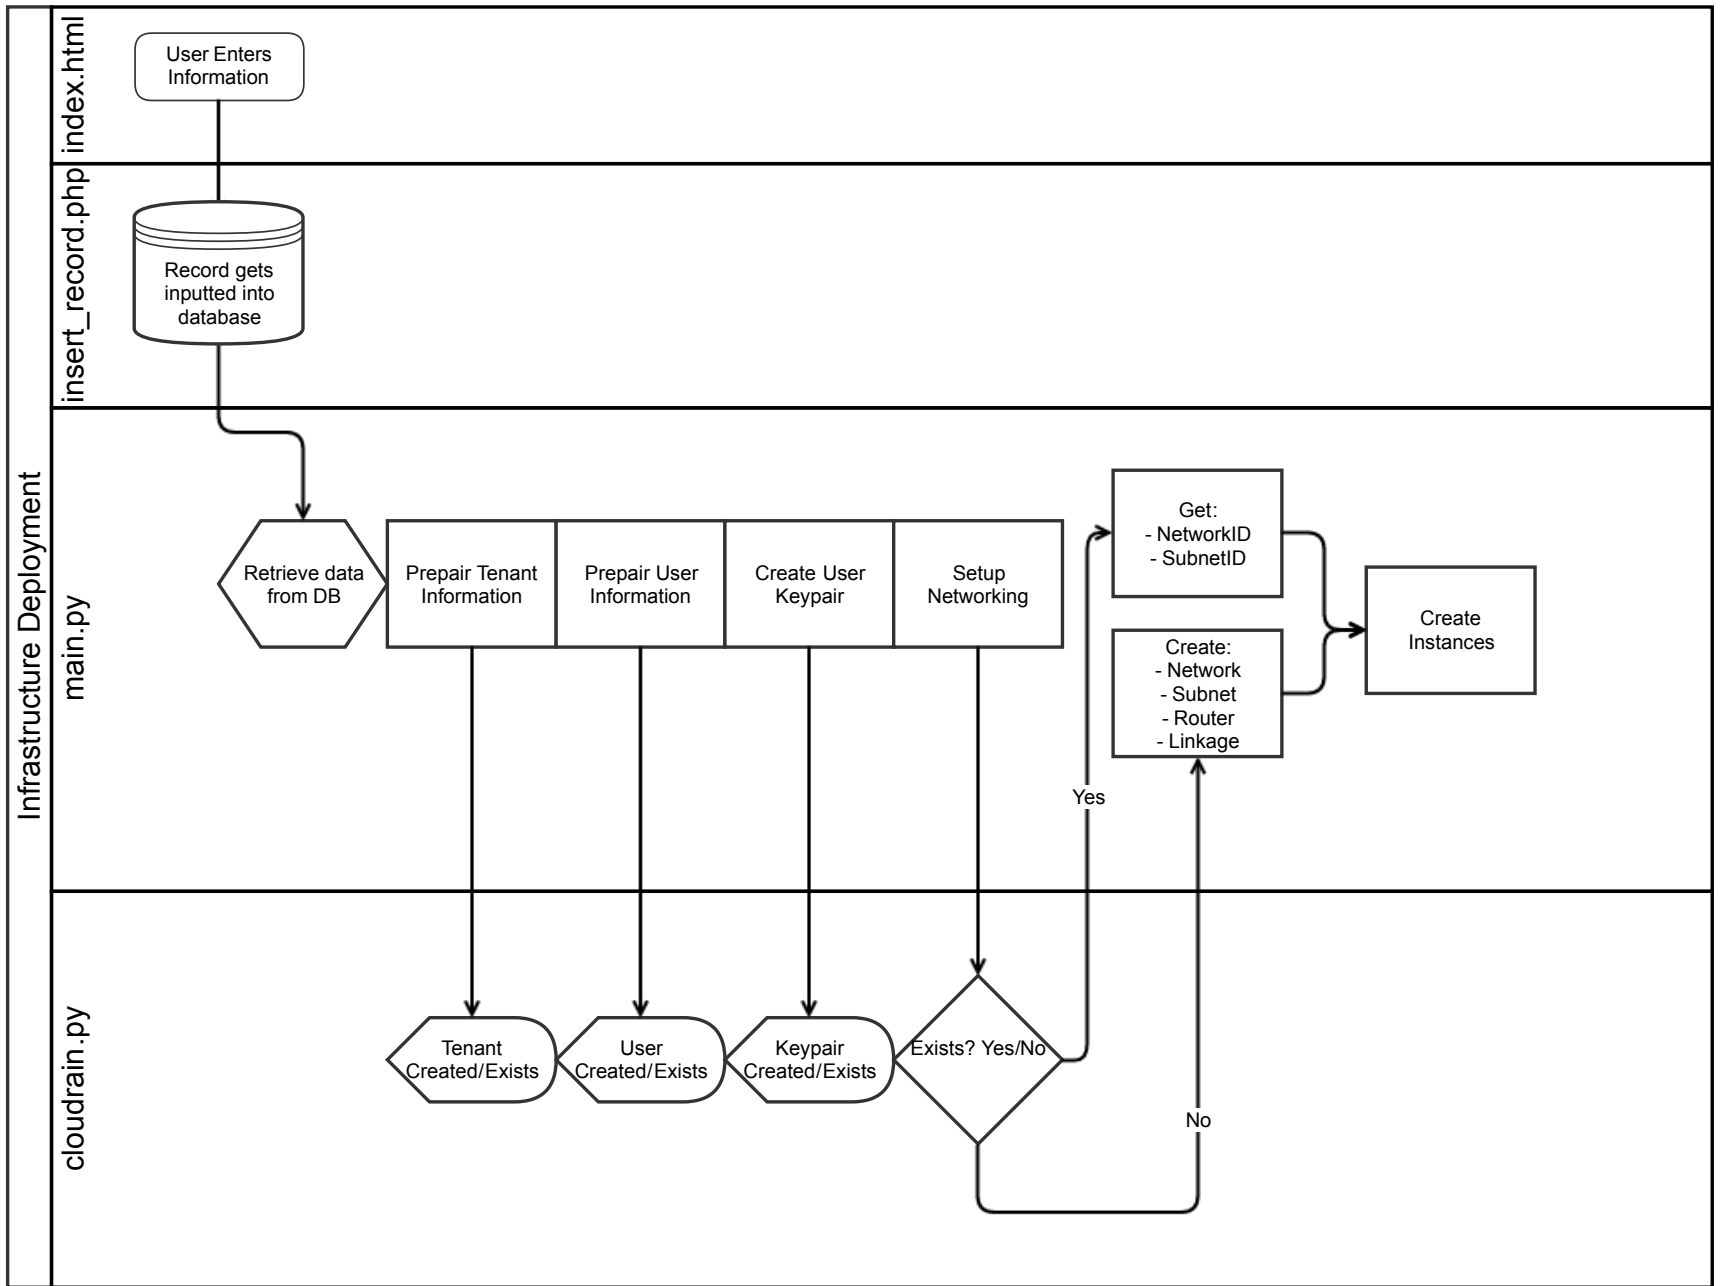 Infrastructure Deployment
index.html
User Enters
Information
insert_record.php
Record gets
inputted into
database
main.py
Retrieve data
from DB
Prepair Tenant
Information
Prepair User
Information
Create User
Keypair
Setup
Networking
Get:
- NetworkID
- SubnetID
Create:
- Network
- Subnet
- Router
- Linkage
Create
Instances
Yes
cloudrain.py
Tenant
Created/Exists
User
Created/Exists
Keypair
Created/Exists
Exists? Yes/No
No